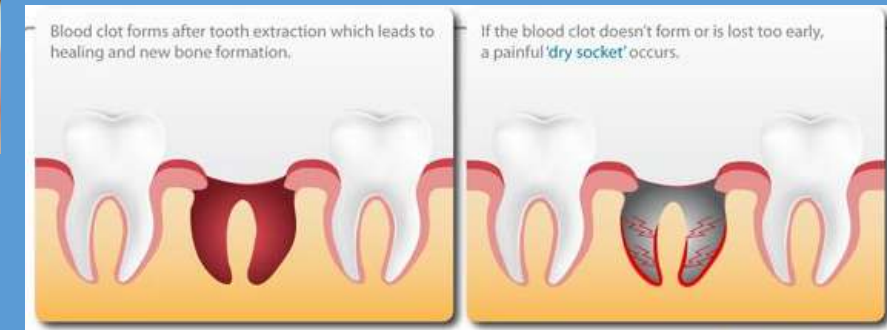 Blood clot forms after tooth extraction which leads to
healing and new bone formation.
If the blood clot doesn't form or is lost too early,
a painful 'dry socket' occurs.